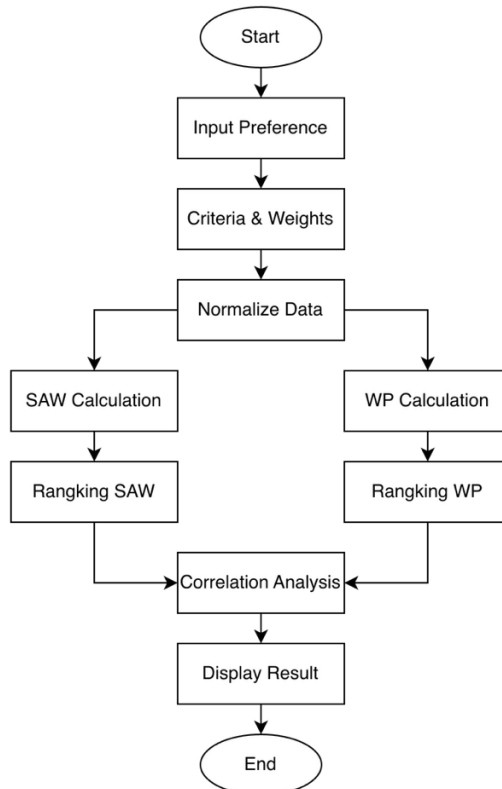 Start
Input Preference
Criteria & Weights
Normalize Data
SAW Calculation
WP Calculation
Rangking SAW
Rangking WP
Correlation Analysis
Display Result
End